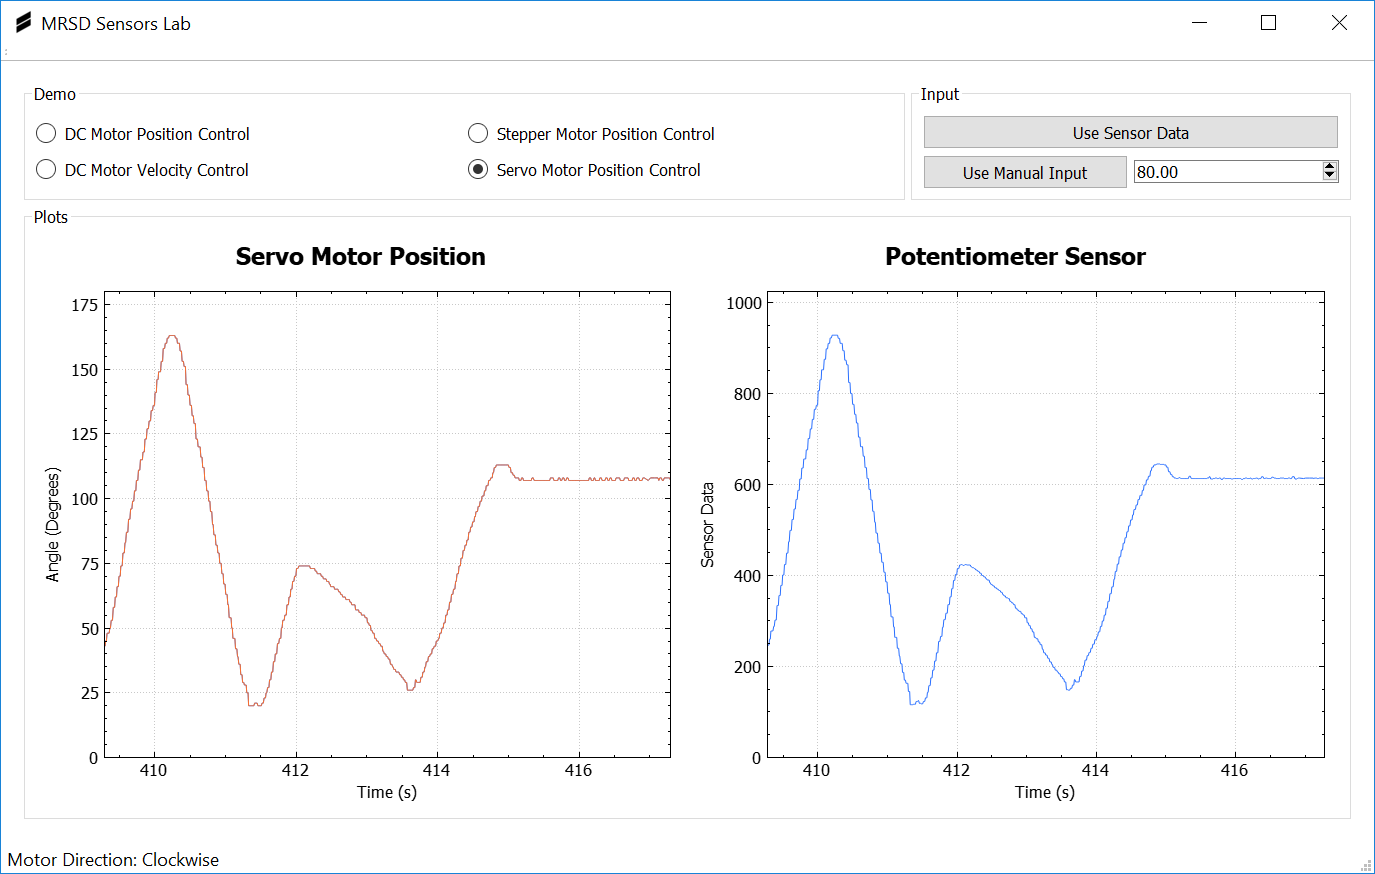 MRSD Sensors Lab
Demo
DC Motor Position Control
Stepper Motor Position Control
DC Motor Velocity Control
Servo Motor Position Control
Input
Use Sensor Data
Use Manual Input
80.00
Plots
Servo Motor Position
175
150
125
100
75
50
25
0
Angle (Degrees)
410 412 414 416
Time (s)
Potentiometer Sensor
1000
800
600
400
200
0
Sensor Data
410 412 414 416
Time (s)
Motor Direction: Clockwise